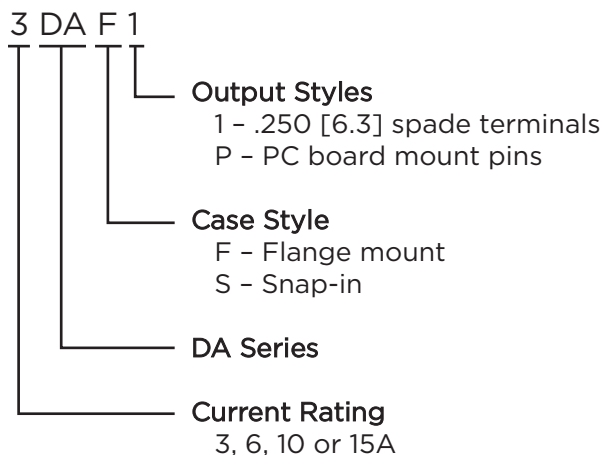 3 DA F 1
Output Styles
1 – .250 [6.3] spade terminals
P – PC board mount pins
Case Style
F – Flange mount
S – Snap-in
DA Series
Current Rating
3, 6, 10 or 15A